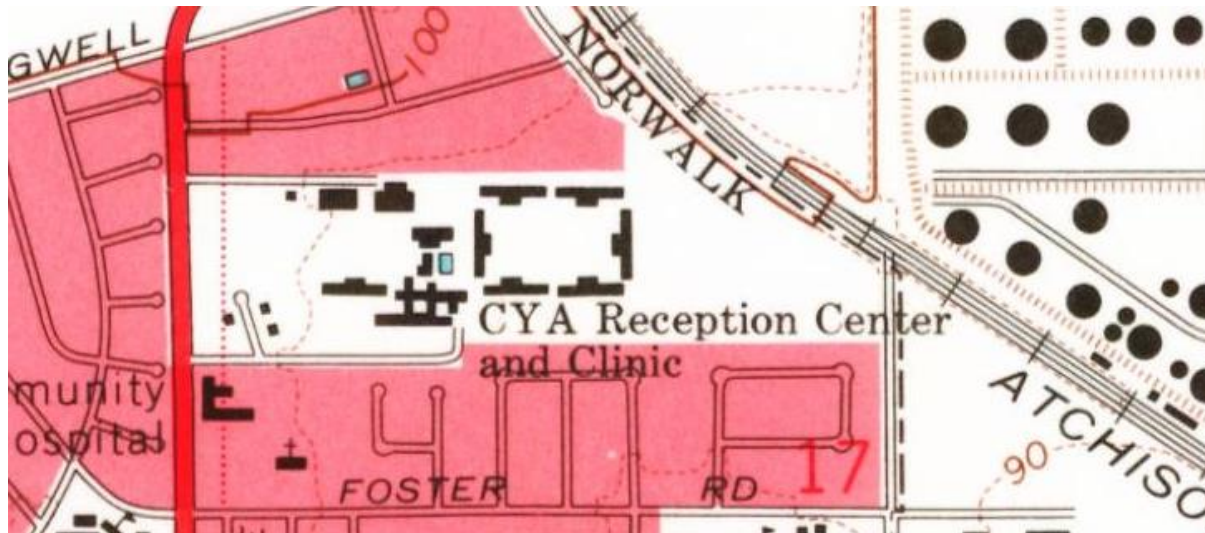 GWELL
100
NORWALK
CYA Reception Center
and Clinic
munity
ospital
ATCHISO
17
90
FOSTER RD